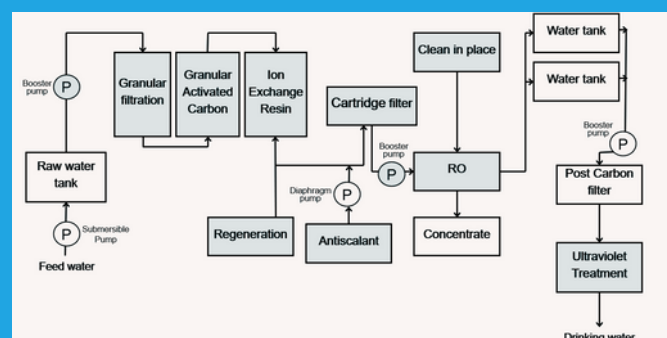 Booster
pump
P
Granular
filtration
Granular
Activated
Carbon
Ion
Exchange
Resin
Raw water
tank
P
Submersible
Pump
Feed water
Regeneration
Diaphragm
pump
P
Antiscalant
Cartridge filter
Booster
pump
P
Clean in place
RO
Concentrate
Water tank
Water tank
Booster
pump
P
Post Carbon
filter
Ultraviolet
Treatment
Drinking water